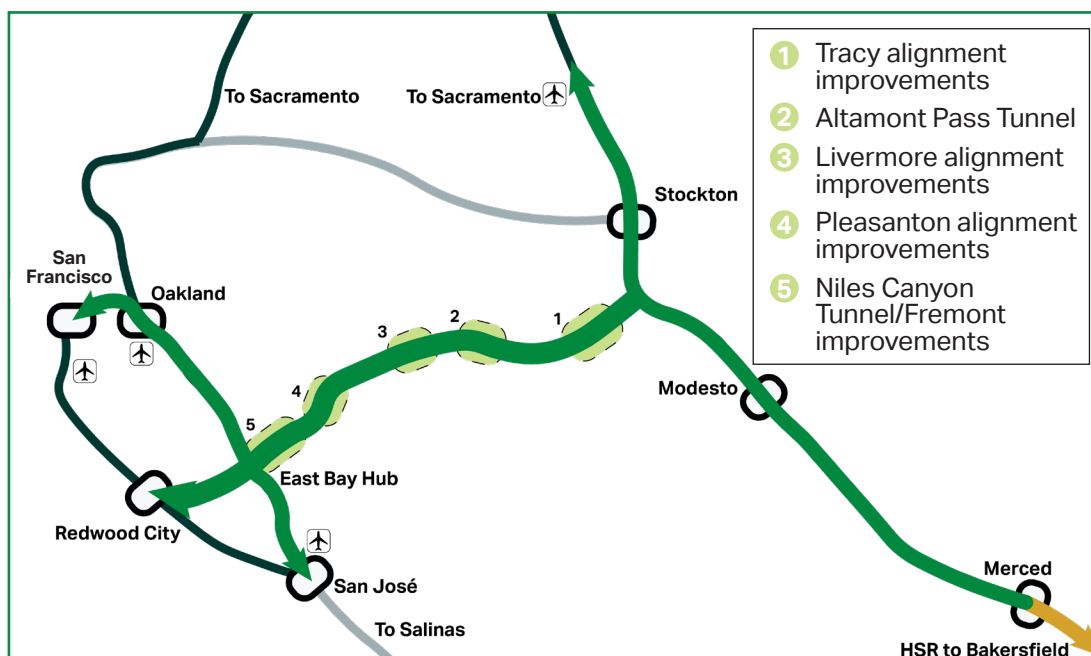 To Sacramento
To Sacramento
Stockton
San
Francisco
Oakland
1
2
3
4
5
Modesto
East Bay Hub
Redwood City
San José
Merced
To Salinas
HSR to Bakersfield
1 Tracy alignment
improvements
2 Altamont Pass Tunnel
3 Livermore alignment
improvements
4 Pleasanton alignment
improvements
5 Niles Canyon
Tunnel/Fremont
improvements